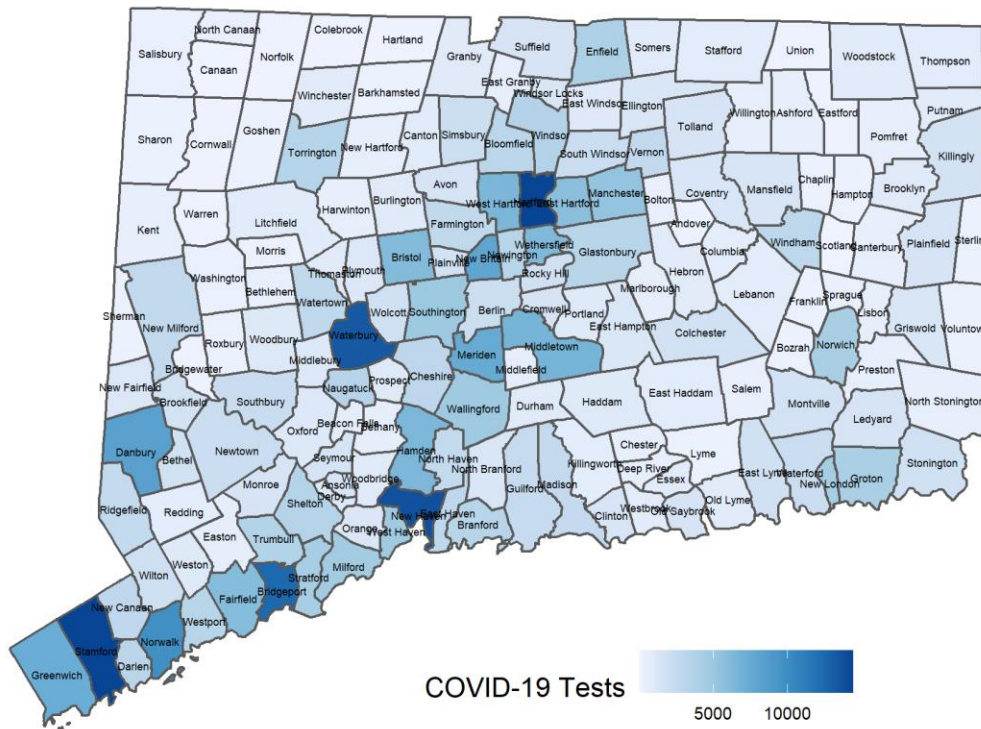 North Canaan
Colebrook
Hartland
Suffield
Enfield
Somers
Stafford
Union
Woodstock
Thompson
Salisbury
Canaan
Norfolk
Granby
East Granby
Windsor Locks
Winchester
Barkhamsted
East Windsor
Ellington
Willington
Ashford
Eastford
Putnam
Sharon
Cornwall
Goshen
Torrington
New Hartford
Canton
Simsbury
Bloomfield
Windsor
South Windsor
Vernon
Tolland
Pomfret
Killingly
Avon
West Hartford
East Hartford
Manchester
Bolton
Coventry
Mansfield
Chaplin
Hampton
Brooklyn
Kent
Warren
Litchfield
Harwinton
Burlington
Farmington
Wethersfield
Glastonbury
Andover
Columbia
Windham
Scotland
Canterbury
Plainfield
Sterlin
Washington
Morris
Bethlehem
Thomaston
Plymouth
Bristol
Plainville
New Britain
Newington
Rocky Hill
Hebron
Marlborough
Lebanon
Franklin
Sprague
Lisbon
Griswold
Voluntow
Sherman
New Milford
Roxbury
Woodbury
Watertown
Waterbury
Wolcott
Southington
Berlin
Cromwell
Portland
East Hampton
Colchester
Bozrah
Norwich
Preston
Bridgewater
Middlebury
Naugatuck
Prospect
Cheshire
Meriden
Middletown
Middlefield
New Fairfield
Brookfield
Southbury
Oxford
Beacon Falls
Bethany
Wallingford
Durham
Haddam
East Haddam
Salem
Montville
Ledyard
North Stonington
Danbury
Bethel
Newtown
Seymour
Woodbridge
Hamden
North Haven
North Branford
Guilford
Madison
Killingworth
Chester
Deep River
Essex
Lyme
East Lyme
Waterford
New London
Groton
Stonington
Ridgefield
Redding
Monroe
Shelton
Ansonia
Derby
Orange
New Haven
East Haven
West Haven
Branford
Clinton
Westbrook
Old Saybrook
Old Lyme
Easton
Trumbull
Stratford
Milford
Wilton
Weston
Fairfield
Bridgeport
New Canaan
Westport
Norwalk
Greenwich
Stamford
Darien
COVID-19 Tests
5000 10000